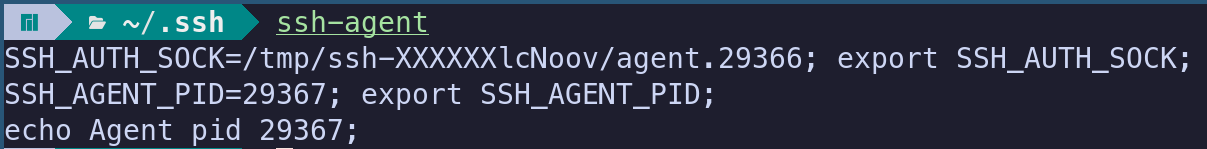 ~/.ssh ssh-agent
SSH_AUTH_SOCK=/tmp/ssh-XXXXXXlcNoov/agent.29366; export SSH_AUTH_SOCK;
SSH_AGENT_PID=29367; export SSH_AGENT_PID;
echo Agent pid 29367;